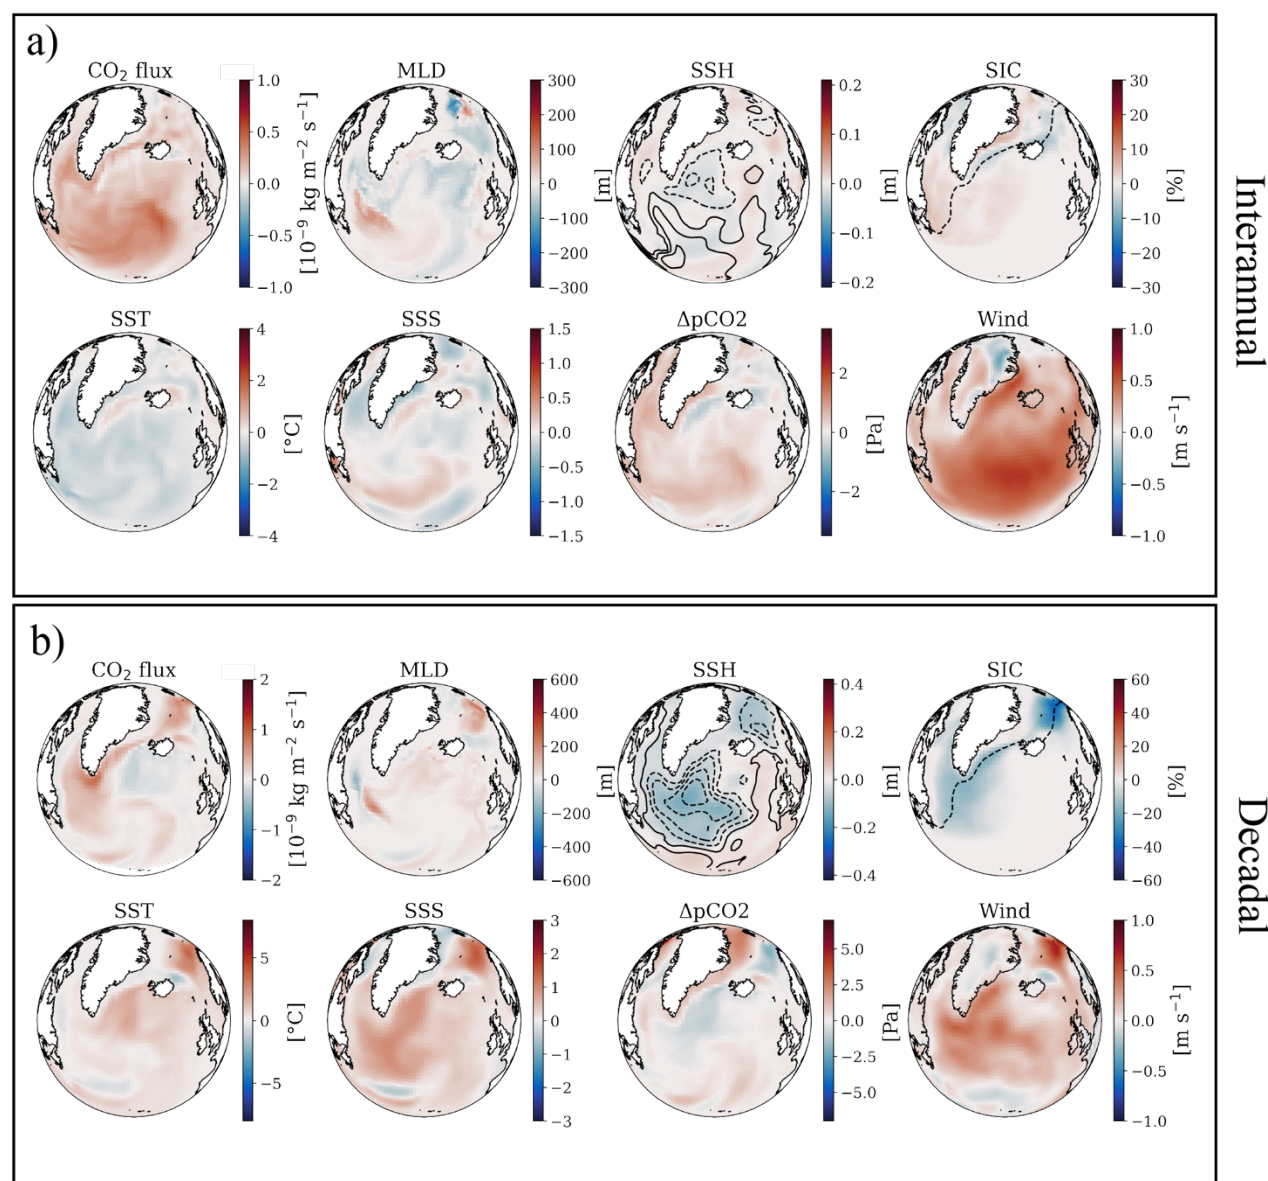 a)
CO₂ flux
1.0
0.5
0.0
−0.5
−1.0
[10⁻⁹ kg m⁻² s⁻¹]
MLD
300
200
100
0
−100
−200
−300
[m]
SSH
0.2
0.1
0.0
−0.1
−0.2
[m]
SIC
30
20
10
0
−10
−20
−30
[%]
SST
4
2
0
−2
−4
[°C]
SSS
1.5
1.0
0.5
0.0
−0.5
−1.0
−1.5
ΔpCO2
2
0
−2
[Pa]
Wind
1.0
0.5
0.0
−0.5
−1.0
[m s⁻¹]
Interannual
b)
CO₂ flux
2
1
0
−1
−2
[10⁻⁹ kg m⁻² s⁻¹]
MLD
600
400
200
0
−200
−400
−600
[m]
SSH
0.4
0.2
0.0
−0.2
−0.4
[m]
SIC
60
40
20
0
−20
−40
−60
[%]
SST
5
0
−5
[°C]
SSS
3
2
1
0
−1
−2
−3
ΔpCO2
5.0
2.5
0.0
−2.5
−5.0
[Pa]
Wind
1.0
0.5
0.0
−0.5
−1.0
[m s⁻¹]
Decadal